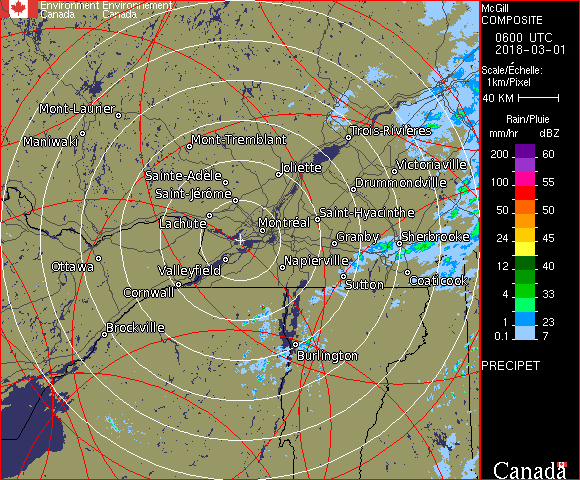 Environment Environnement
Canada Canada
McGill
COMPOSITE
0600 UTC
2018-03-01
Scale/Échelle:
1km/Pixel
40 KM
Rain/Pluie
mm/hr dBZ
200 60
100 55
50 50
24 45
12 40
4 33
1 23
0.1 7
PRECIPET
Canada
Mont-Laurier
Maniwaki
Mont-Tremblant
Trois-Rivières
Sainte-Adèle
Joliette
Victoriaville
Saint-Jérôme
Drummondville
Lachute
Montréal
Saint-Hyacinthe
Granby
Sherbrooke
Ottawa
Valleyfield
Napierville
Cornwall
Sutton
Coaticook
Brockville
Burlington